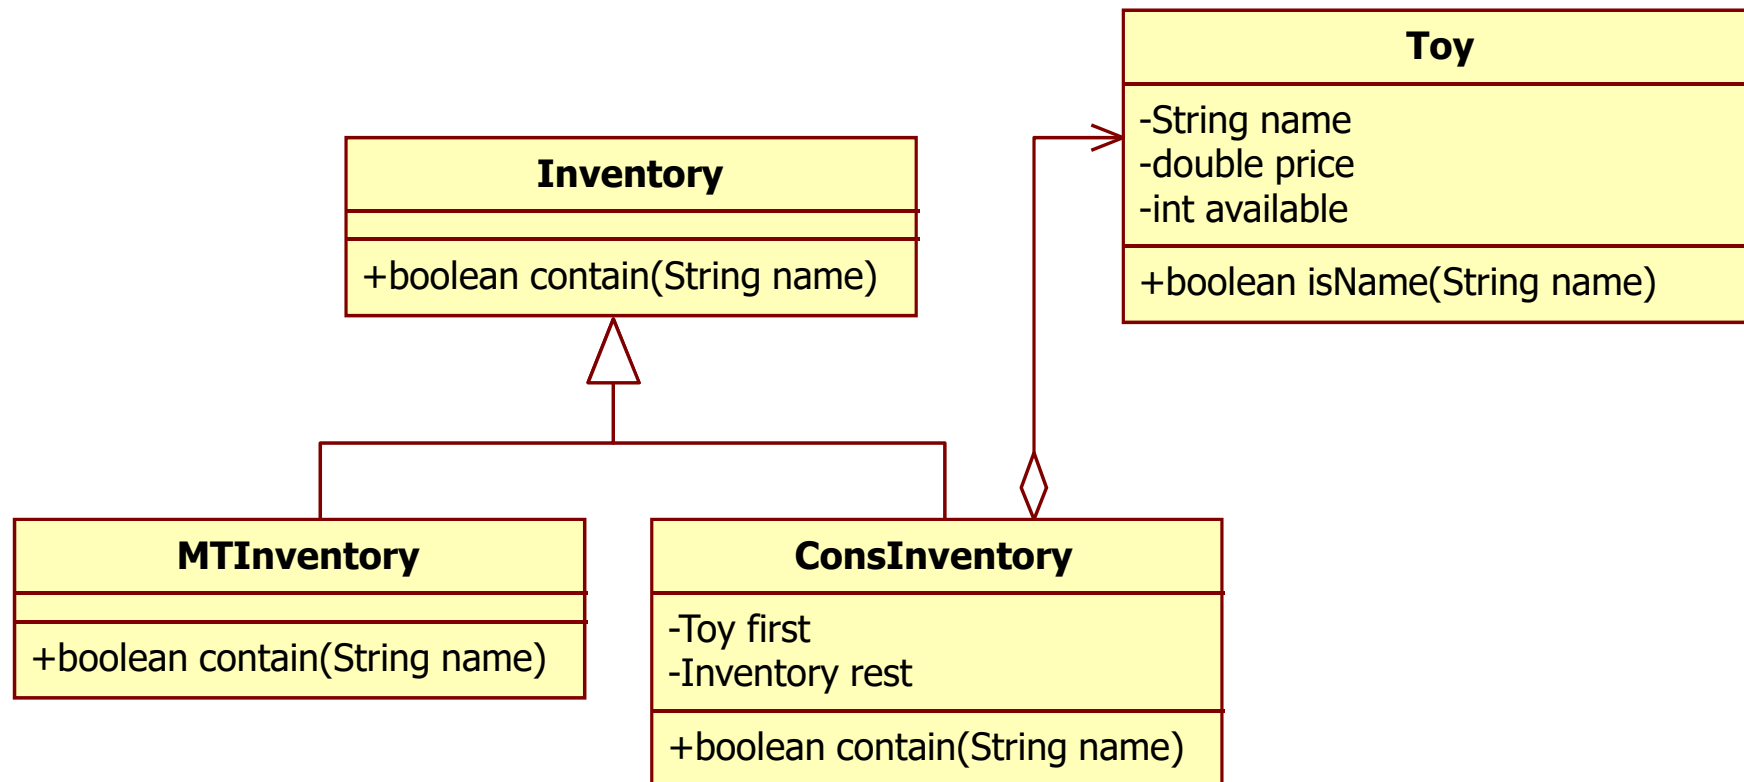 Toy
-String name
-double price
-int available
+boolean isName(String name)
Inventory
+boolean contain(String name)
MTInventory
+boolean contain(String name)
ConsInventory
-Toy first
-Inventory rest
+boolean contain(String name)